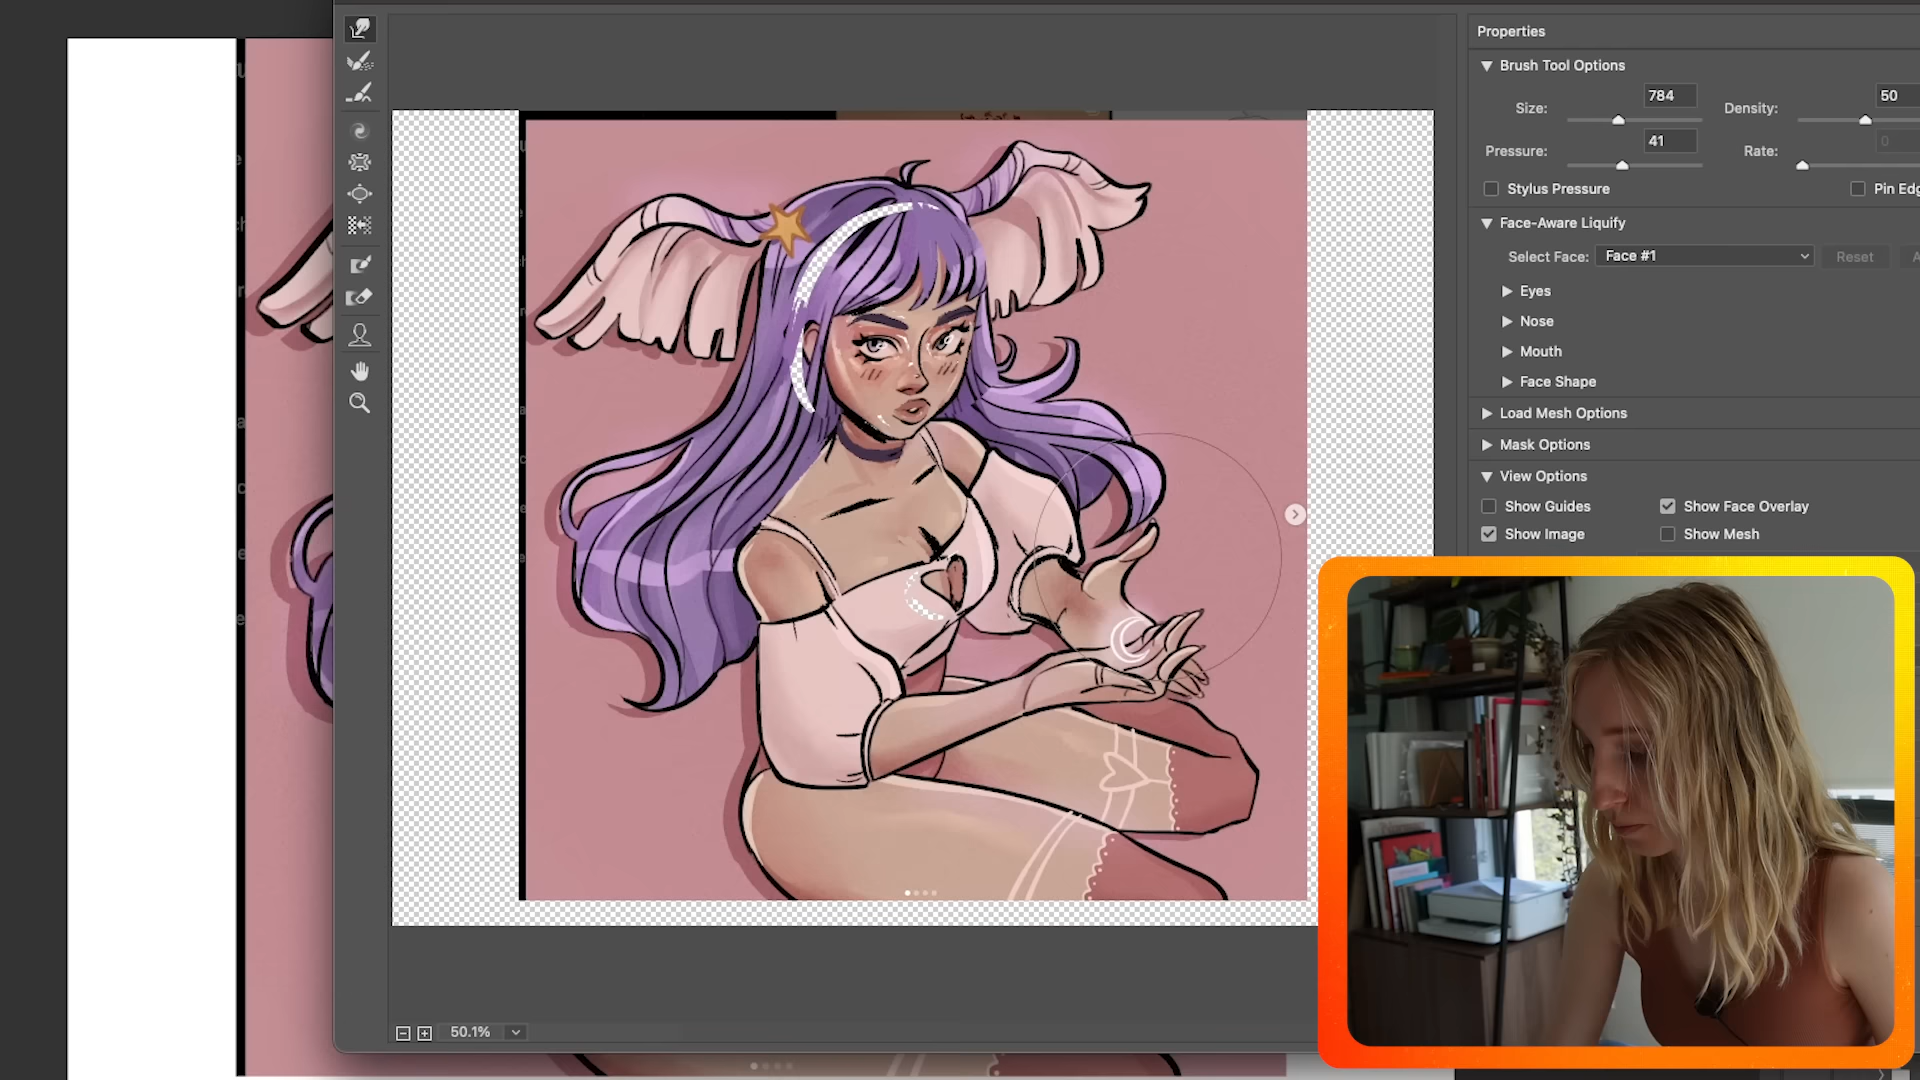 Properties
Brush Tool Options
Size: 784 Density: 50
Pressure: 41 Rate: 0
Stylus Pressure Pin Edg
Face-Aware Liquify
Select Face: Face #1 Reset A
Eyes
Nose
Mouth
Face Shape
Load Mesh Options
Mask Options
View Options
Show Guides Show Face Overlay
Show Image Show Mesh
50.1%